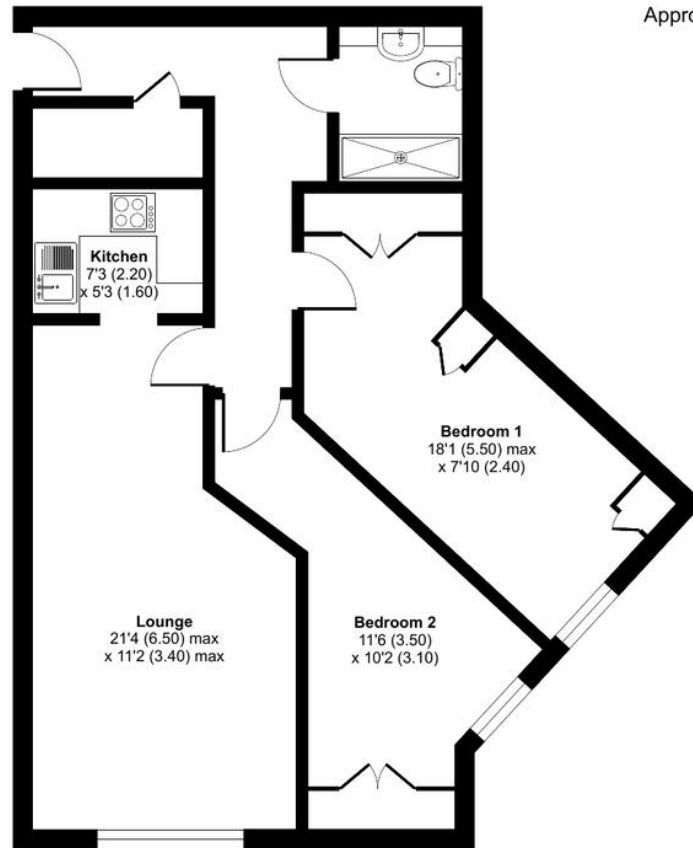 Appro
Kitchen
7'3 (2.20)
x 5'3 (1.60)
Bedroom 1
18'1 (5.50) max
x 7'10 (2.40)
Lounge
21'4 (6.50) max
x 11'2 (3.40) max
Bedroom 2
11'6 (3.50)
x 10'2 (3.10)